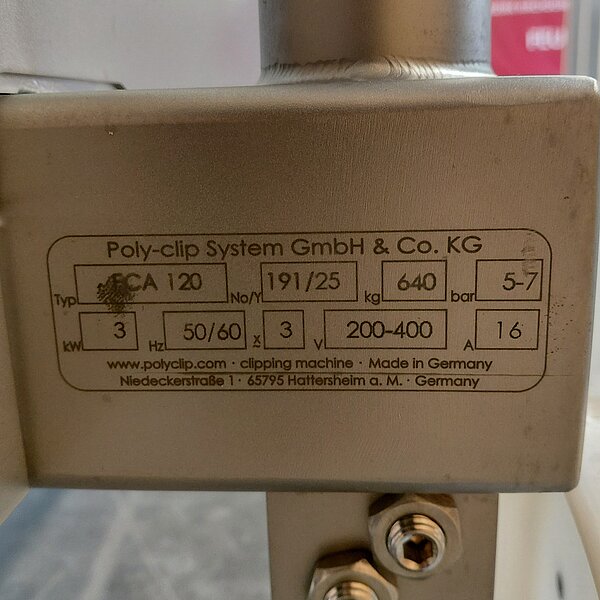 Poly-clip System GmbH & Co. KG
Typ FCA 120 No/Y 191/25 kg 640 bar 5-7
kW 3 Hz 50/60 x 3 V 200-400 A 16
www.polyclip.com · clipping machine · Made in Germany
Niedeckerstraße 1 · 65795 Hattersheim a. M. · Germany